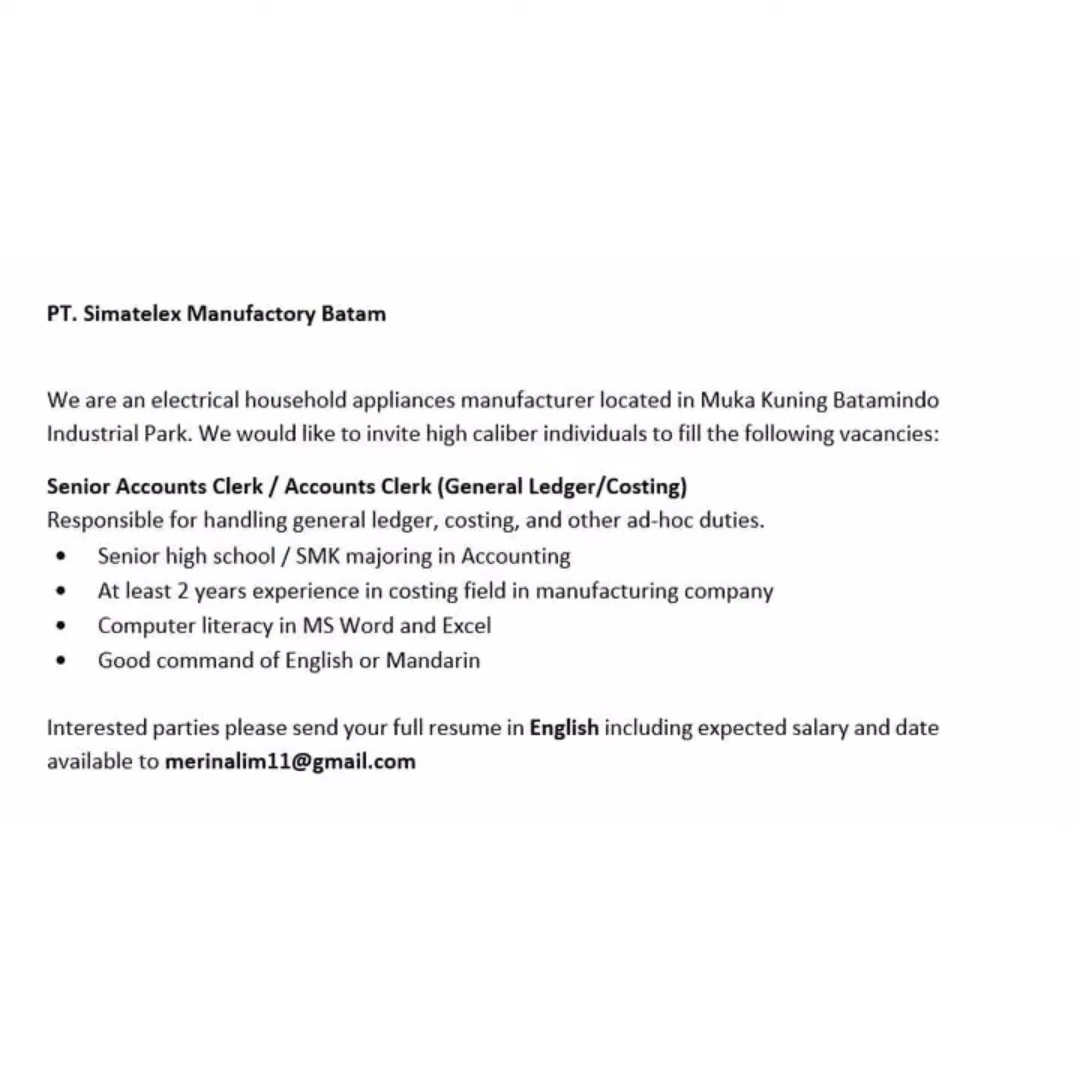 PT. Simatelex Manufactory Batam
We are an electrical household appliances manufacturer located in Muka Kuning Batamindo
Industrial Park. We would like to invite high caliber individuals to fill the following vacancies:
Senior Accounts Clerk / Accounts Clerk (General Ledger/Costing)
Responsible for handling general ledger, costing, and other ad-hoc duties.
• Senior high school / SMK majoring in Accounting
• At least 2 years experience in costing field in manufacturing company
• Computer literacy in MS Word and Excel
• Good command of English or Mandarin
Interested parties please send your full resume in English including expected salary and date
available to merinalim11@gmail.com